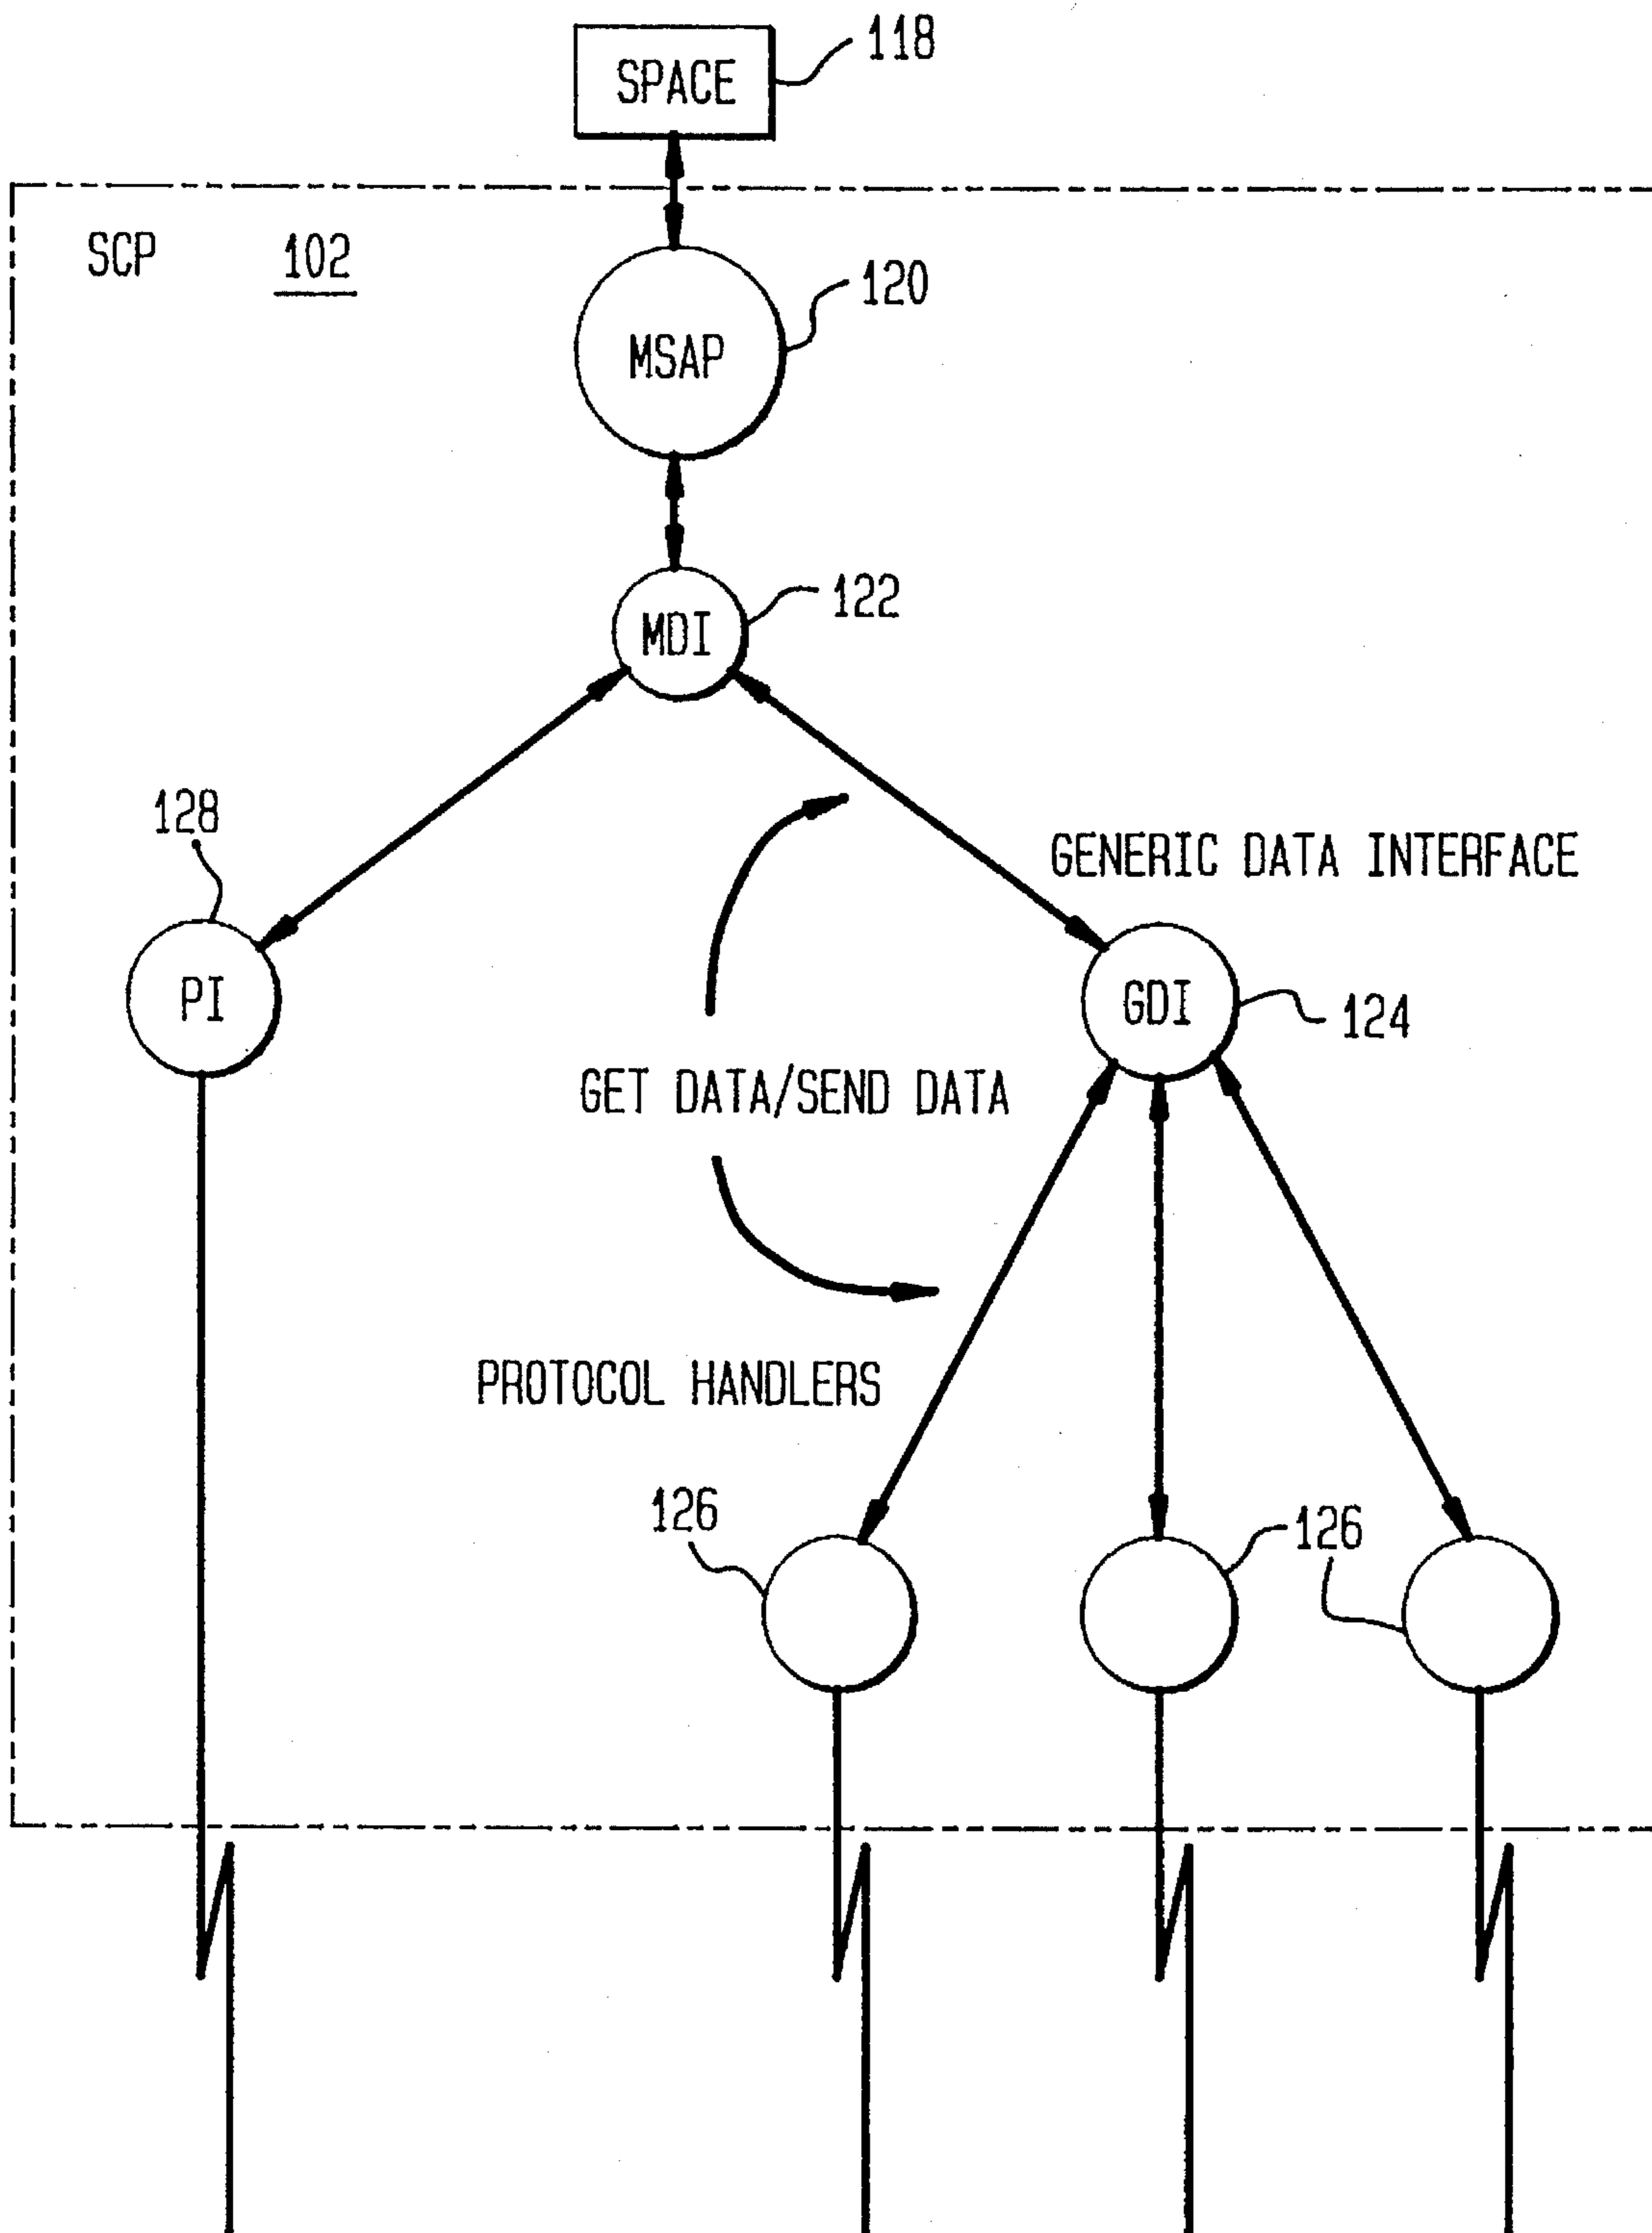 118
SPACE
SCP 102
120
MSAP
122
MDI
128
GENERIC DATA INTERFACE
PI
GDI
124
GET DATA/SEND DATA
PROTOCOL HANDLERS
126
126